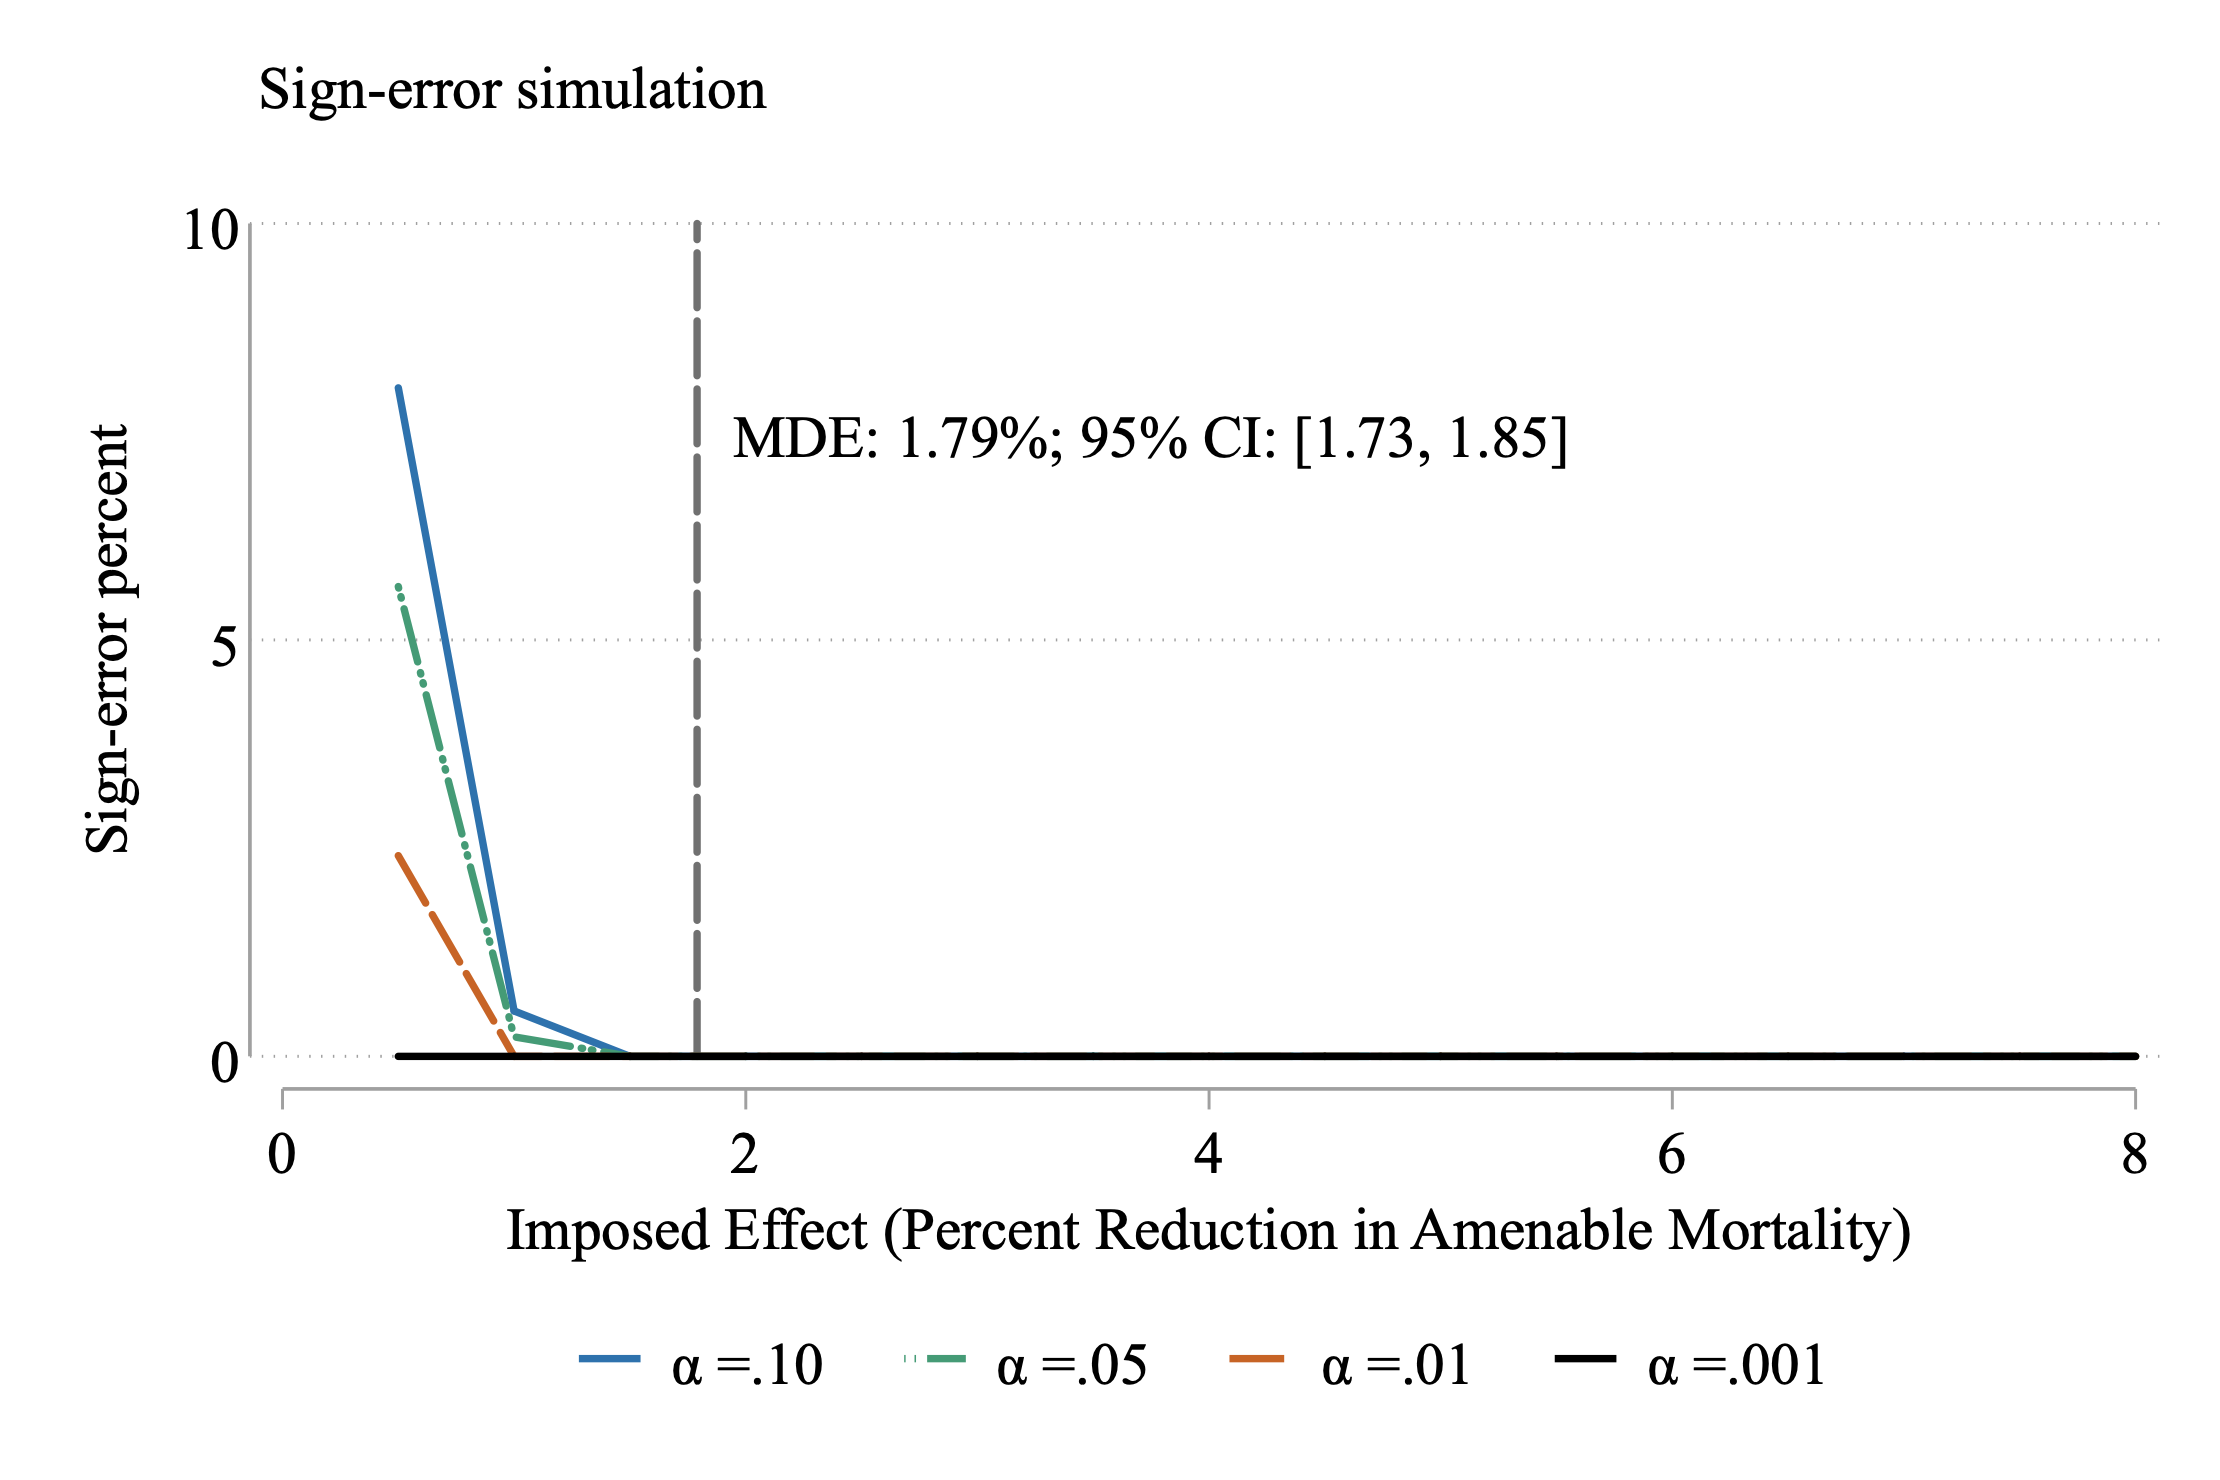 Sign-error simulation
10
5
0
Sign-error percent
MDE: 1.79%; 95% CI: [1.73, 1.85]
0 2 4 6 8
Imposed Effect (Percent Reduction in Amenable Mortality)
α =.10 α =.05 α =.01 α =.001